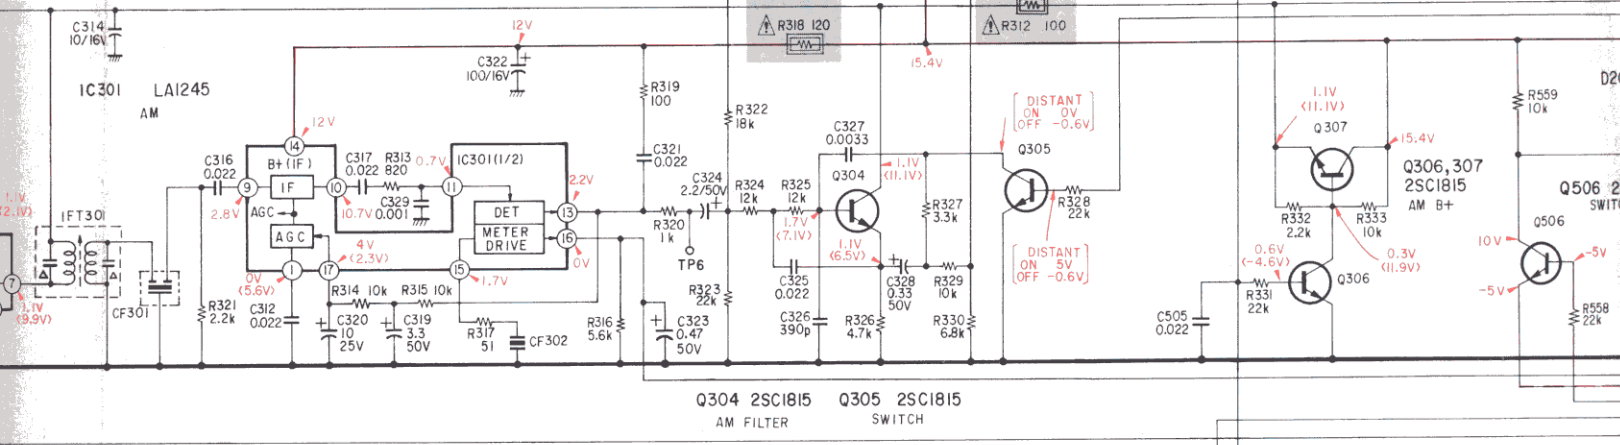 C314
10/16V
IC301 LA1245
AM
1.1V
IFT301
7
1.1V
(9.9V)
CF301
C316
0.022
9
2.8V
R321
2.2k
12V
14
B+(IF)
IF
AGC
AGC
10
10.7V
C317
0.022
R313
820
C329
0.001
0.7V
11
IC301(1/2)
DET
METER
DRIVE
2.2V
13
16
0V
0V
(5.6V)
1
17
4V
(2.3V)
15
1.7V
C312
0.022
R314 10k
R315 10k
C320
10
25V
C319
3.3
50V
R317
51
CF302
R316
5.6k
C323
0.47
50V
12V
C322
100/16V
R319
100
C321
0.022
R320
1k
TP6
C324
2.2/50V
R318 120
R322
18k
R323
22k
R324
12k
R325
12k
C327
0.0033
Q304
1.1V
(11.1V)
1.7V
(7.1V)
1.1V
(6.5V)
C325
0.022
C326
390p
R326
4.7k
C328
0.33
50V
R327
3.3k
R329
10k
R330
6.8k
15.4V
R312 100
DISTANT
ON 0V
OFF -0.6V
Q305
R328
22k
DISTANT
ON 5V
OFF -0.6V
Q304 2SC1815
AM FILTER
Q305 2SC1815
SWITCH
C505
0.022
0.6V
(-4.6V)
R331
22k
Q306
1.1V
(11.1V)
Q307
15.4V
R332
2.2k
R333
10k
0.3V
(11.9V)
Q306,307
2SC1815
AM B+
R559
10k
Q506
10V
-5V
-5V
R558
22k